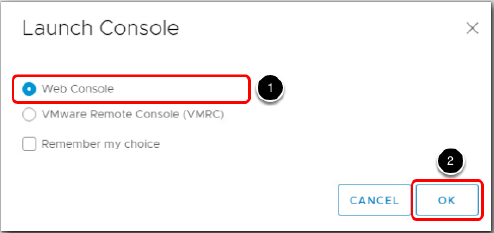 Launch Console
Web Console
1
VMware Remote Console (VMRC)
Remember my choice
2
CANCEL
OK